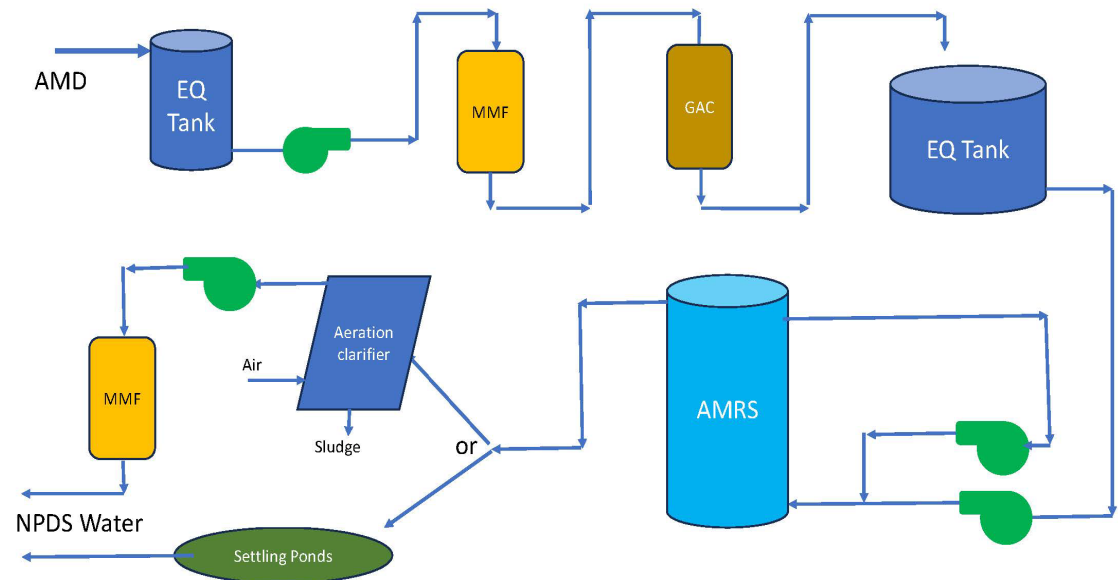 AMD
EQ
Tank
MMF
GAC
EQ Tank
Aeration
clarifier
Air
Sludge
MMF
or
AMRS
NPDS Water
Settling Ponds